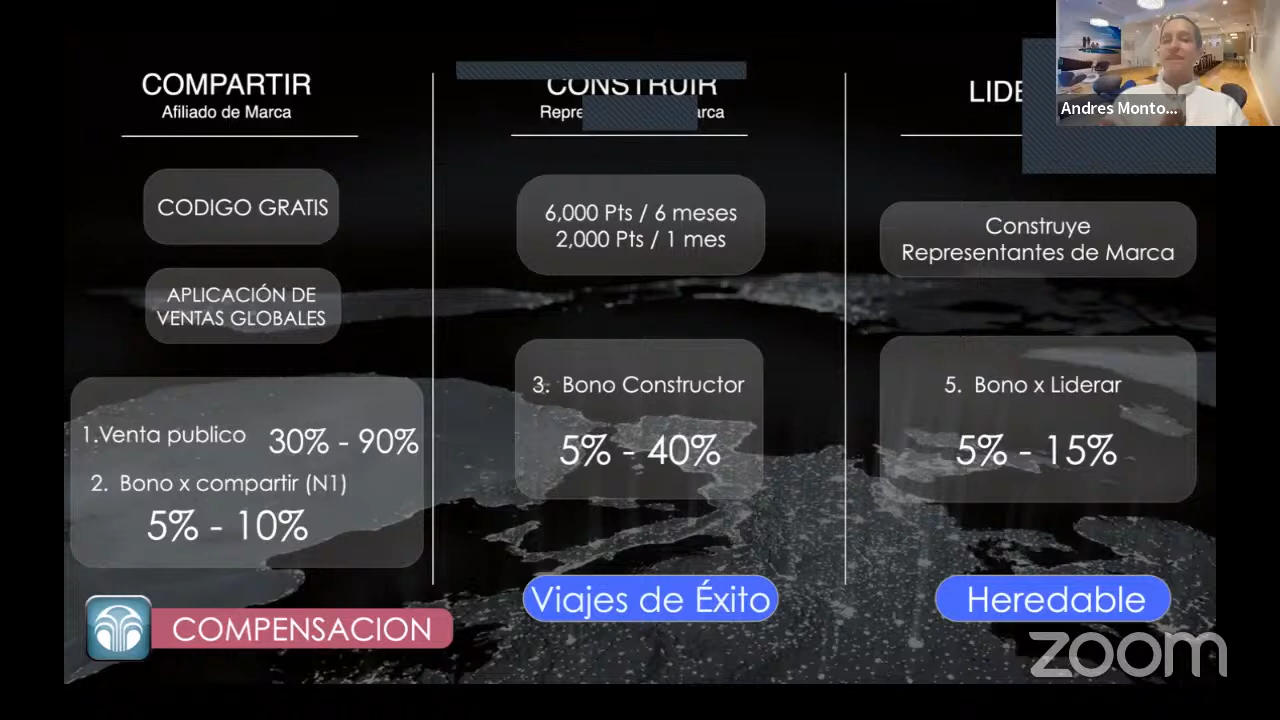 COMPARTIR
Afiliado de Marca
CODIGO GRATIS
APLICACIÓN DE
VENTAS GLOBALES
1.Venta publico 30% - 90%
2. Bono x compartir (N1)
5% - 10%
COMPENSACION
CONSTRUIR
6,000 Pts / 6 meses
2,000 Pts / 1 mes
3. Bono Constructor
5% - 40%
Viajes de Éxito
Andres Monto...
Construye
Representantes de Marca
5. Bono x Liderar
5% - 15%
Heredable
zoom